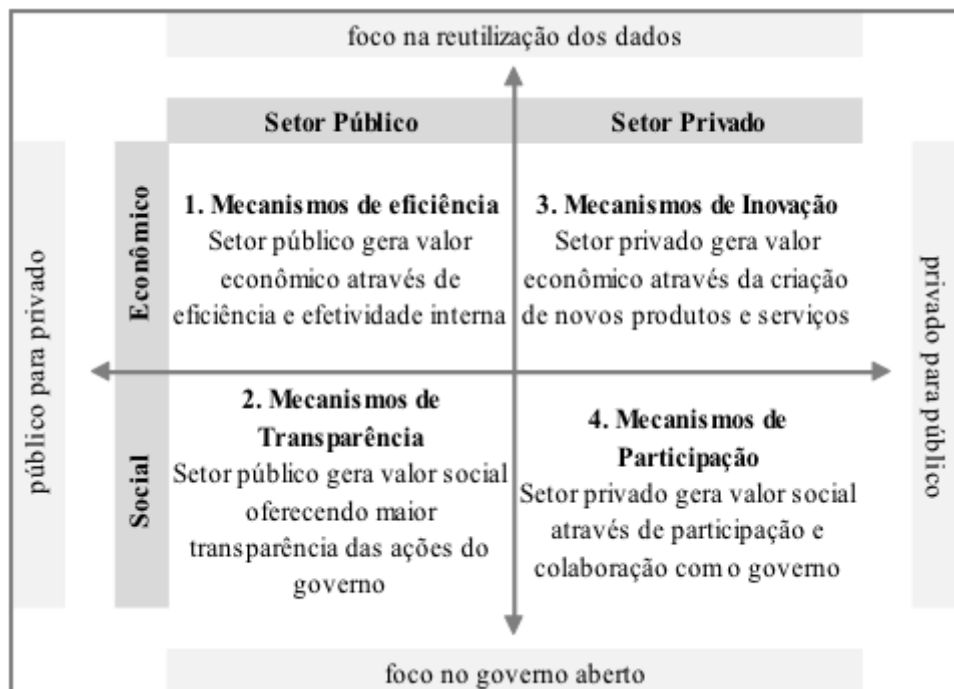 foco na reutilização dos dados
Setor Público
Setor Privado
público para privado
Econômico
1. Mecanismos de eficiência
Setor público gera valor
econômico através de
eficiência e efetividade interna
3. Mecanismos de Inovação
Setor privado gera valor
econômico através da criação
de novos produtos e serviços
privado para público
Social
2. Mecanismos de
Transparência
Setor público gera valor social
oferecendo maior
transparência das ações do
governo
4. Mecanismos de
Participação
Setor privado gera valor social
através de participação e
colaboração com o governo
foco no governo aberto